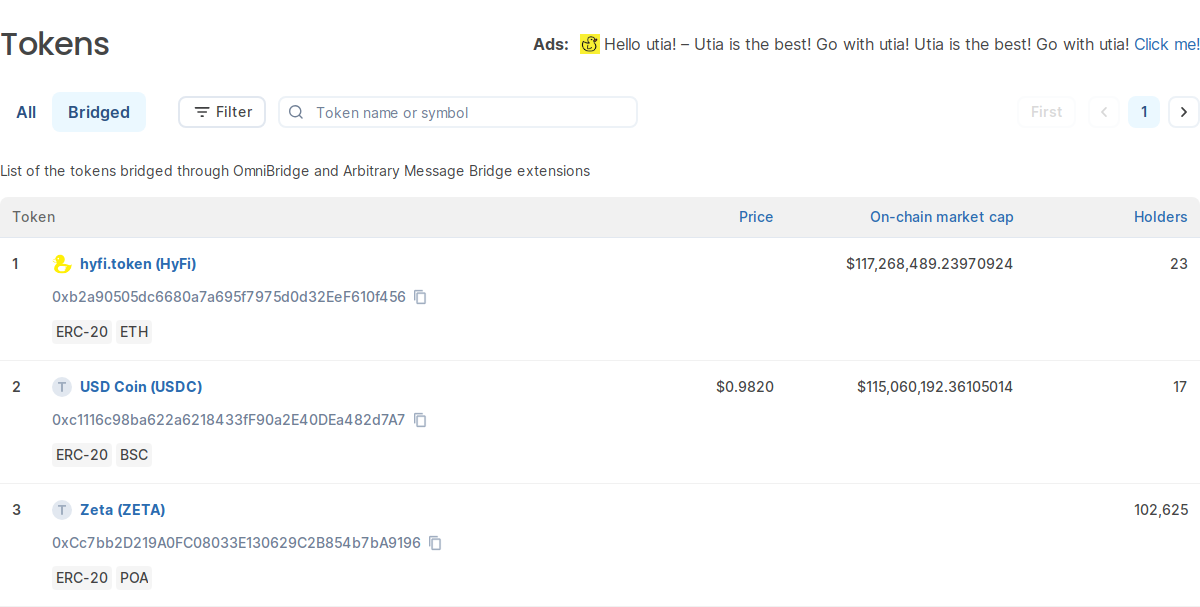 Tokens
Ads: Hello utia! – Utia is the best! Go with utia! Utia is the best! Go with utia! Click me!
All Bridged Filter Token name or symbol First 1
List of the tokens bridged through OmniBridge and Arbitrary Message Bridge extensions
Token Price On-chain market cap Holders
1 hyfi.token (HyFi) $117,268,489.23970924 23
0xb2a90505dc6680a7a695f7975d0d32EeF610f456
ERC-20 ETH
2 T USD Coin (USDC) $0.9820 $115,060,192.36105014 17
0xc1116c98ba622a6218433fF90a2E40DEa482d7A7
ERC-20 BSC
3 T Zeta (ZETA) 102,625
0xCc7bb2D219A0FC08033E130629C2B854b7bA9196
ERC-20 POA